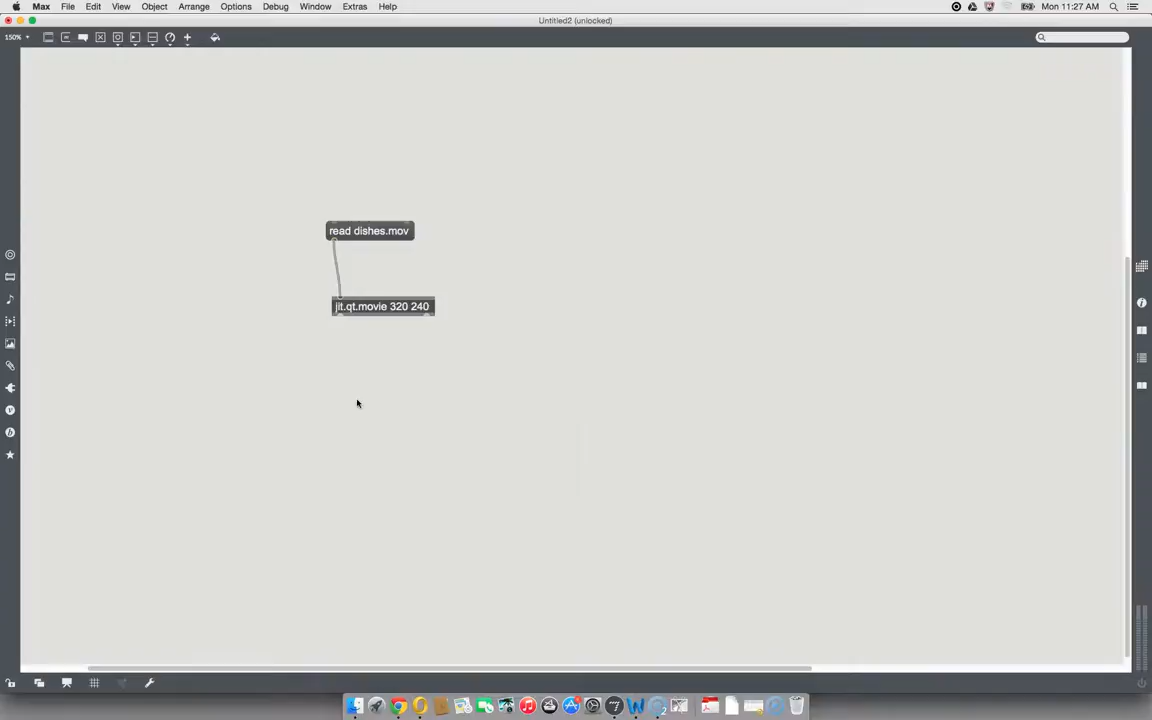 Max File Edit View Object Arrange Options Debug Window Extras Help Mon 11:27 AM
Untitled2 (unlocked)
150%
read dishes.mov
jit.qt.movie 320 240